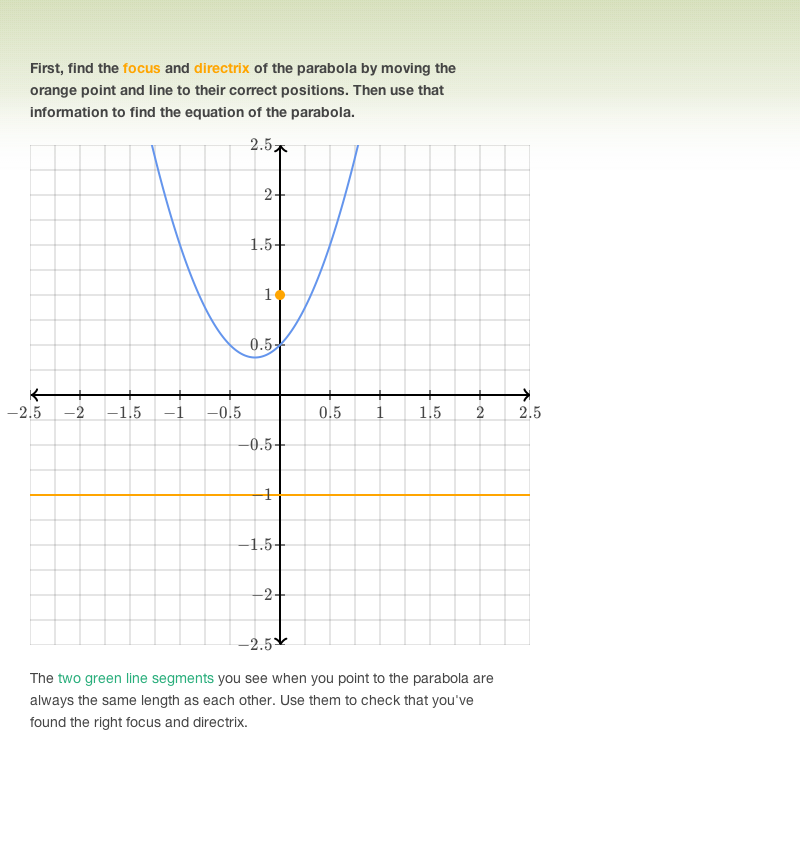 First, find the focus and directrix of the parabola by moving the
orange point and line to their correct positions. Then use that
information to find the equation of the parabola.
2.5
2
1.5
1
0.5
−2.5 −2 −1.5 −1 −0.5 0.5 1 1.5 2 2.5
−0.5
−1
−1.5
−2
−2.5
The two green line segments you see when you point to the parabola are
always the same length as each other. Use them to check that you've
found the right focus and directrix.